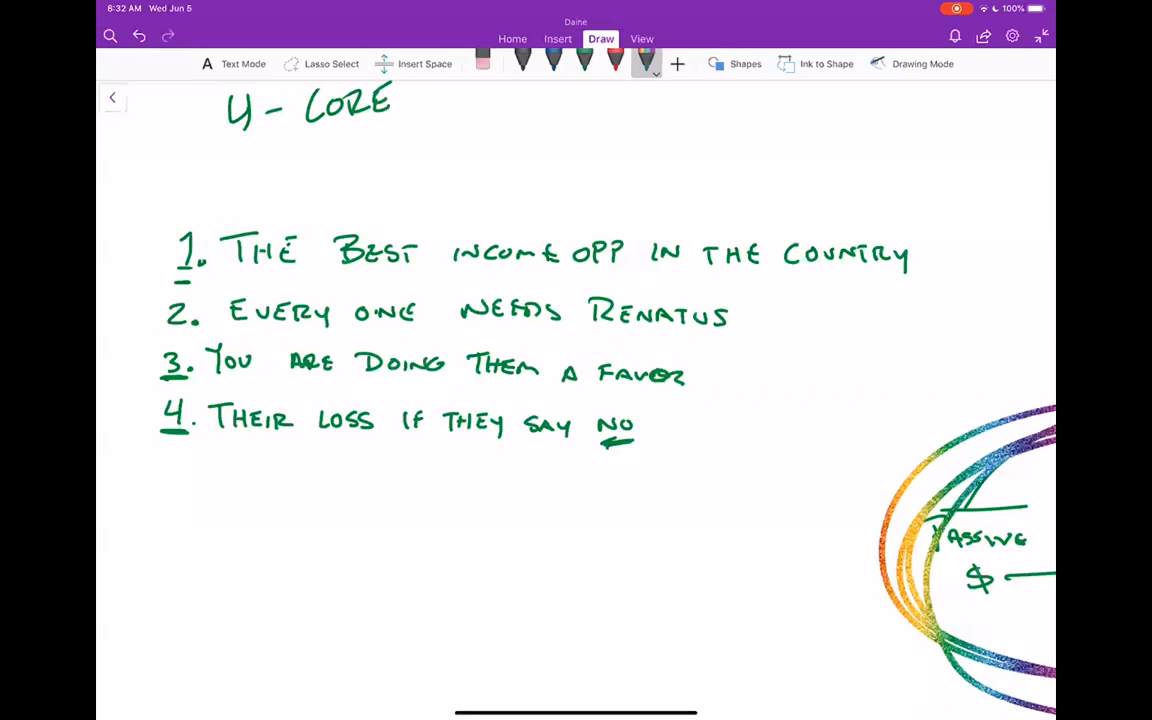 8:32 AM Wed Jun 5
100%
Daine
Home Insert Draw View
Text Mode Lasso Select Insert Space Shapes Ink to Shape Drawing Mode
4 - CORE
1. THE BEST INCOME OPP IN THE COUNTRY
2. EVERY ONE NEEDS RENATUS
3. YOU ARE DOING THEM A FAVOR
4. THEIR LOSS IF THEY SAY NO
PASSIVE
$